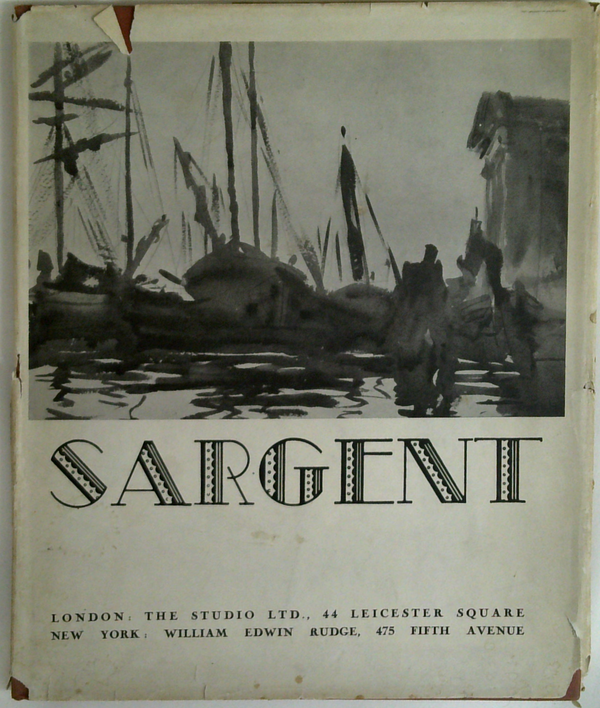 SARGENT
LONDON: THE STUDIO LTD., 44 LEICESTER SQUARE
NEW YORK: WILLIAM EDWIN RUDGE, 475 FIFTH AVENUE